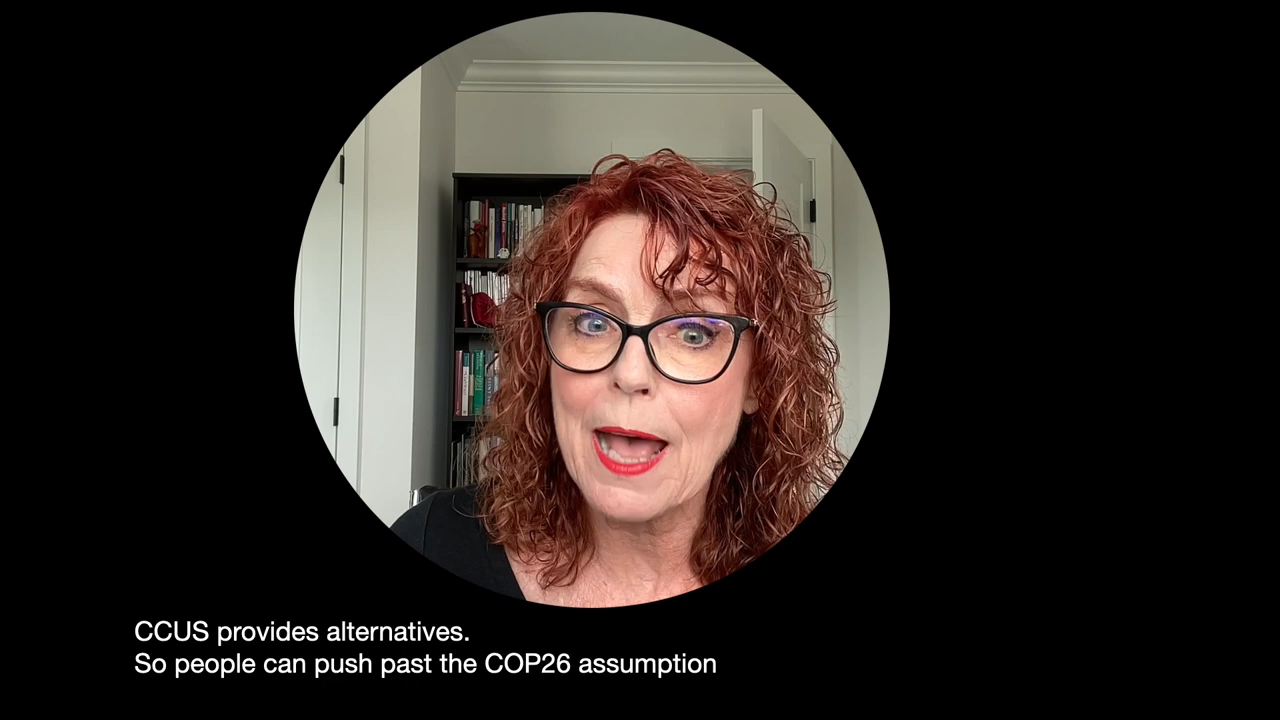 CCUS provides alternatives.
So people can push past the COP26 assumption